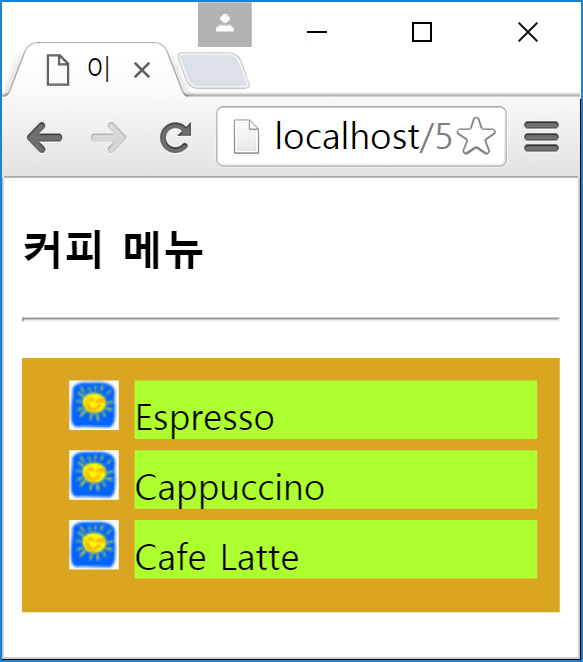 이
localhost/5
커피 메뉴
Espresso
Cappuccino
Cafe Latte